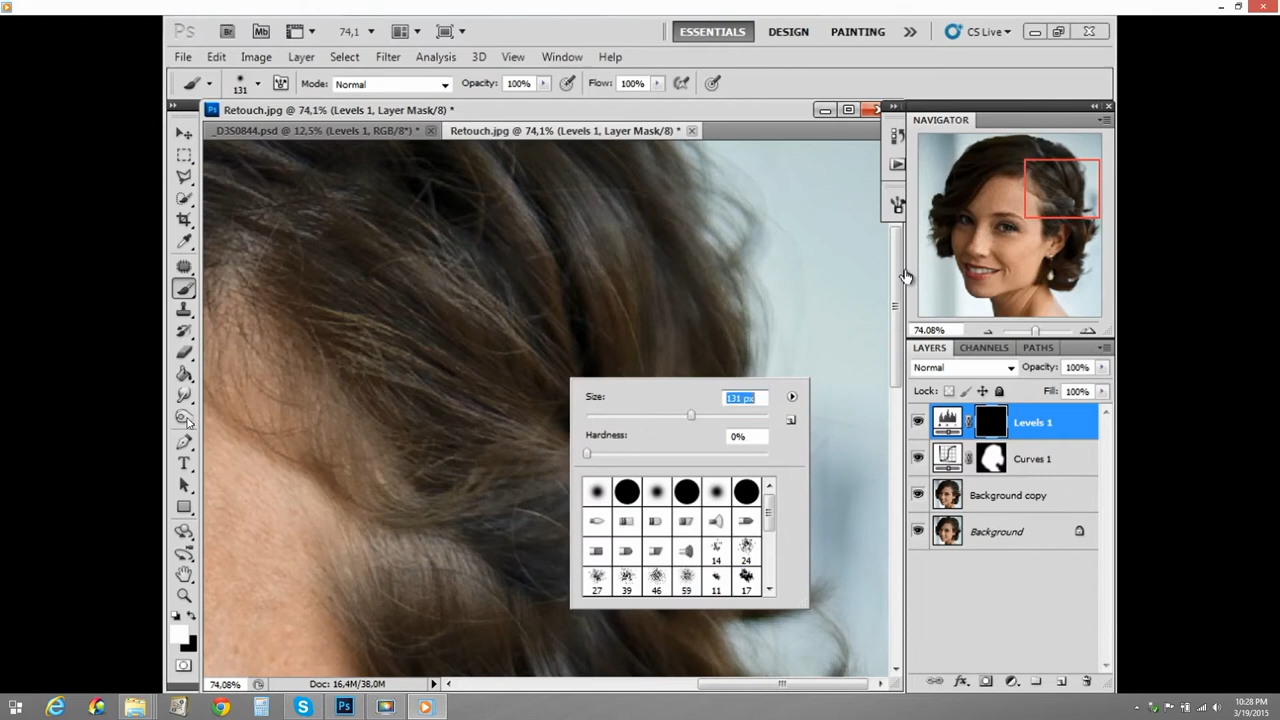 Ps Br Mb 74,1 ESSENTIALS DESIGN PAINTING CS Live
File Edit Image Layer Select Filter Analysis 3D View Window Help
131 Mode: Normal Opacity: 100% Flow: 100%
Ps Retouch.jpg @ 74,1% (Levels 1, Layer Mask/8) *
_D3S0844.psd @ 12,5% (Levels 1, RGB/8*) * Retouch.jpg @ 74,1% (Levels 1, Layer Mask/8) *
NAVIGATOR
74.08%
LAYERS CHANNELS PATHS
Normal Opacity: 100%
Lock: Fill: 100%
Levels 1
Curves 1
Background copy
Background
Size: 131 px
Hardness: 0%
14 24
27 39 46 59 11 17
T
74,08% Doc: 16,4M/38,0M
fx
S Ps
10:28 PM
3/19/2015